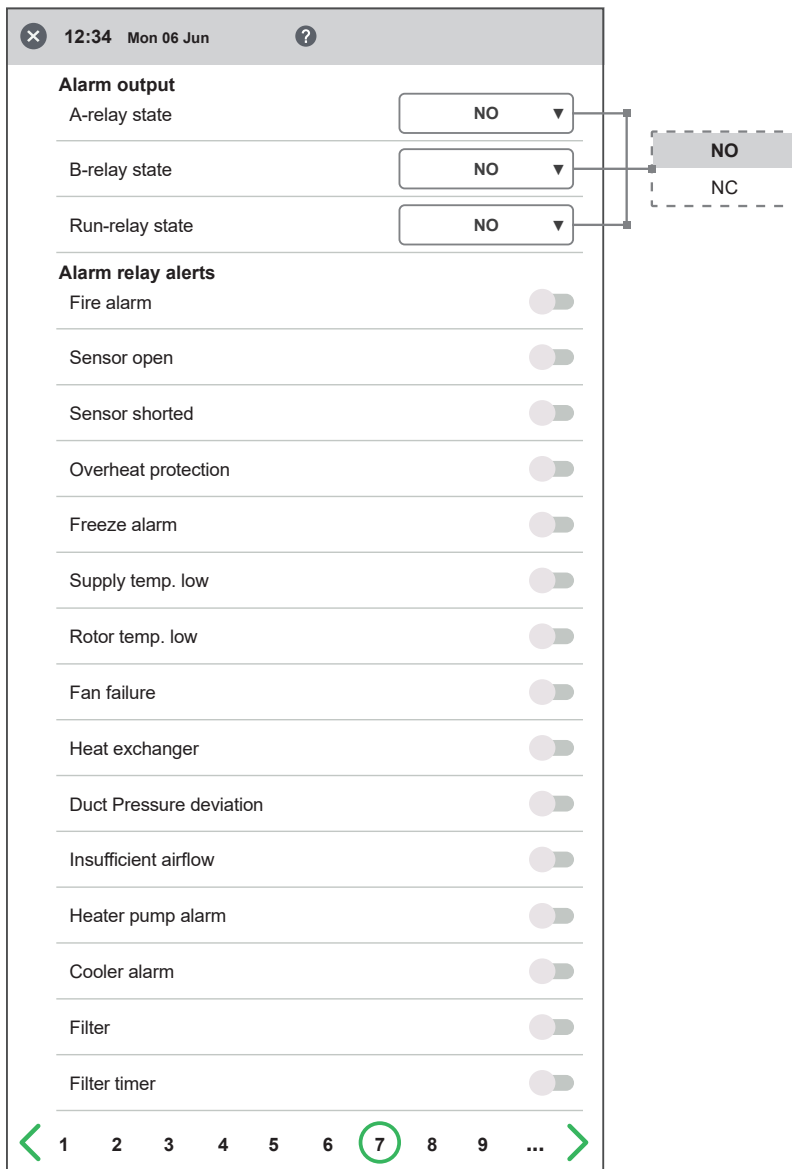 12:34 Mon 06 Jun ?
Alarm output
A-relay state NO ▼
B-relay state NO ▼
Run-relay state NO ▼
NO
NC
Alarm relay alerts
Fire alarm
Sensor open
Sensor shorted
Overheat protection
Freeze alarm
Supply temp. low
Rotor temp. low
Fan failure
Heat exchanger
Duct Pressure deviation
Insufficient airflow
Heater pump alarm
Cooler alarm
Filter
Filter timer
1 2 3 4 5 6 7 8 9 ...